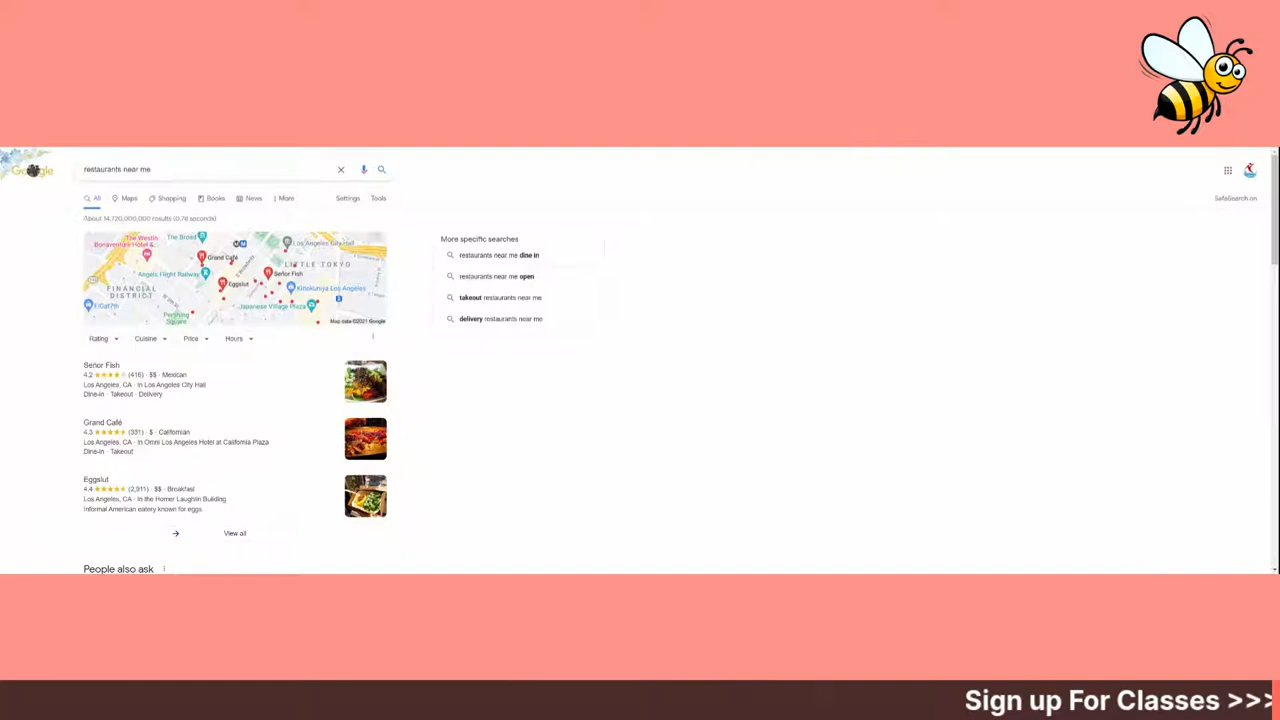 Google
restaurants near me
All
Maps
Shopping
Books
News
More
Settings
Tools
SafeSearch on
About 14,720,000,000 results (0.78 seconds)
The Westin
Bonaventure Hotel &
The Broad
Los Angeles City Hall
Grand Café
LITTLE TOKYO
Angels Flight Railway
Señor Fish
FINANCIAL
DISTRICT
Eggslut
Kinokuniya Los Angeles
Japanese Village Plaza
Pershing
Square
Map data ©2021 Google
Rating
Cuisine
Price
Hours
Señor Fish
4.2 (416) · $$ · Mexican
Los Angeles, CA · In Los Angeles City Hall
Dine-in · Takeout · Delivery
Grand Café
4.3 (331) · $ · Californian
Los Angeles, CA · In Omni Los Angeles Hotel at California Plaza
Dine-in · Takeout
Eggslut
4.4 (2,911) · $$ · Breakfast
Los Angeles, CA · In the Homer Laughlin Building
Informal American eatery known for eggs
View all
People also ask
More specific searches
restaurants near me dine in
restaurants near me open
takeout restaurants near me
delivery restaurants near me
Sign up For Classes >>>